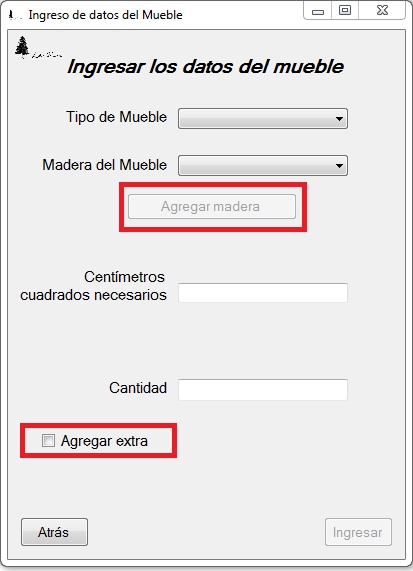 Ingreso de datos del Mueble
Ingresar los datos del mueble
Tipo de Mueble
Madera del Mueble
Agregar madera
Centímetros
cuadrados necesarios
Cantidad
Agregar extra
Atrás
Ingresar